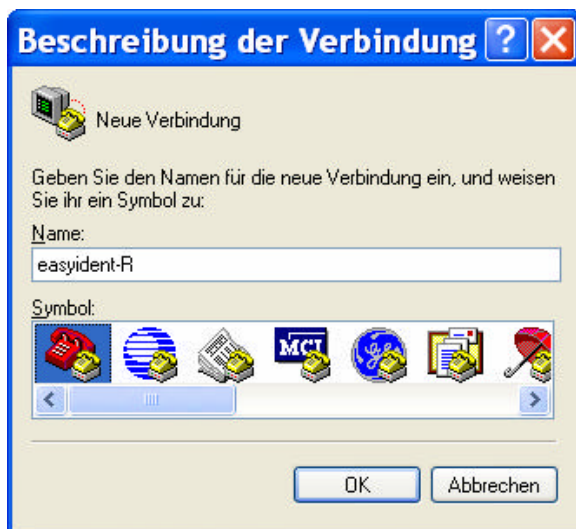 Beschreibung der Verbindung
Neue Verbindung
Geben Sie den Namen für die neue Verbindung ein, und weisen
Sie ihr ein Symbol zu:
Name:
easyident-R
Symbol:
MCI
OK
Abbrechen